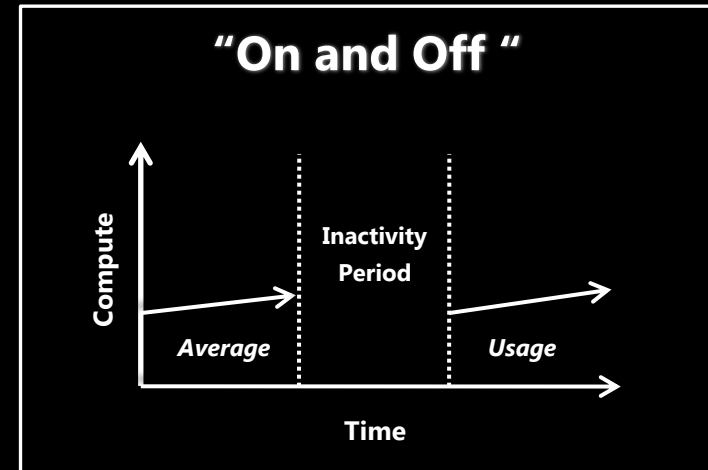 “On and Off “
Compute
Inactivity
Period
Average
Usage
Time